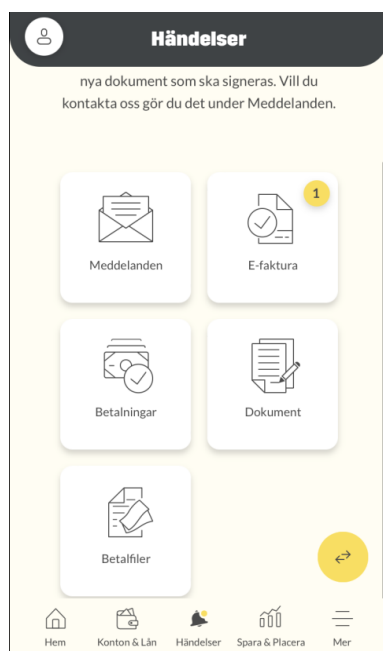 Händelser
nya dokument som ska signeras. Vill du
kontakta oss gör du det under Meddelanden.
Meddelanden
1
E-faktura
Betalningar
Dokument
Betalfiler
Hem
Konton & Lån
Händelser
Spara & Placera
Mer